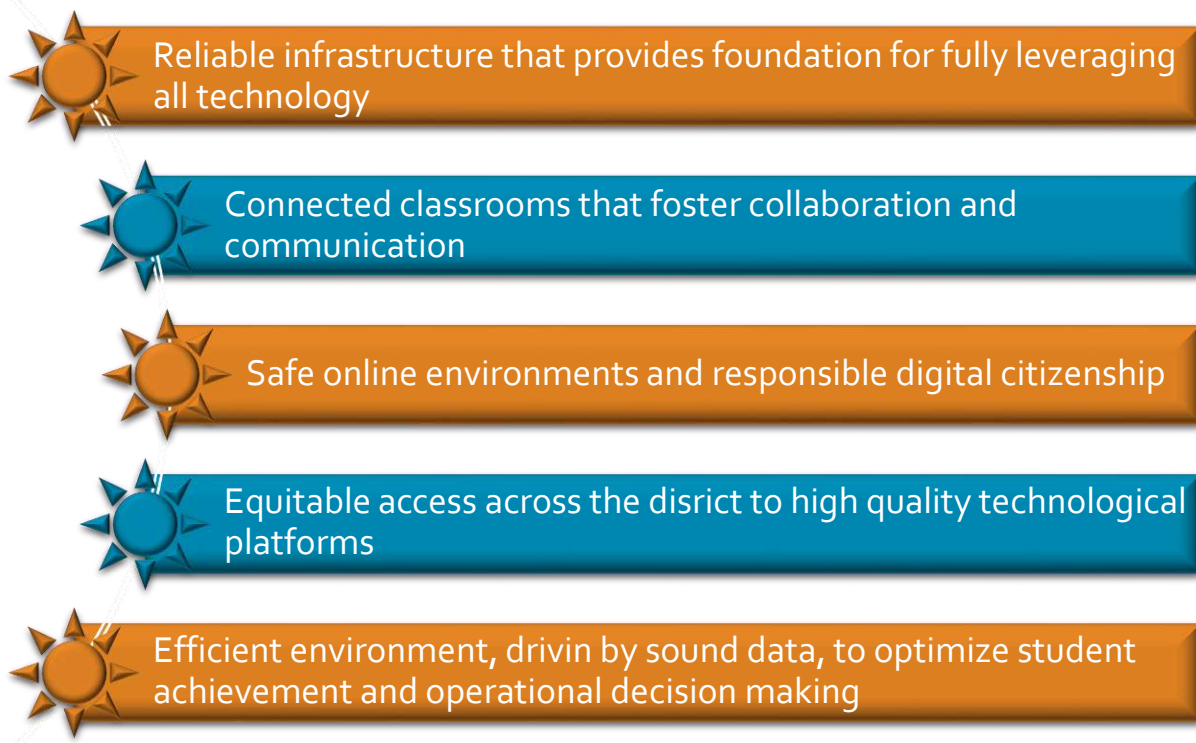 Reliable infrastructure that provides foundation for fully leveraging
all technology
Connected classrooms that foster collaboration and
communication
Safe online environments and responsible digital citizenship
Equitable access across the disrict to high quality technological
platforms
Efficient environment, drivin by sound data, to optimize student
achievement and operational decision making